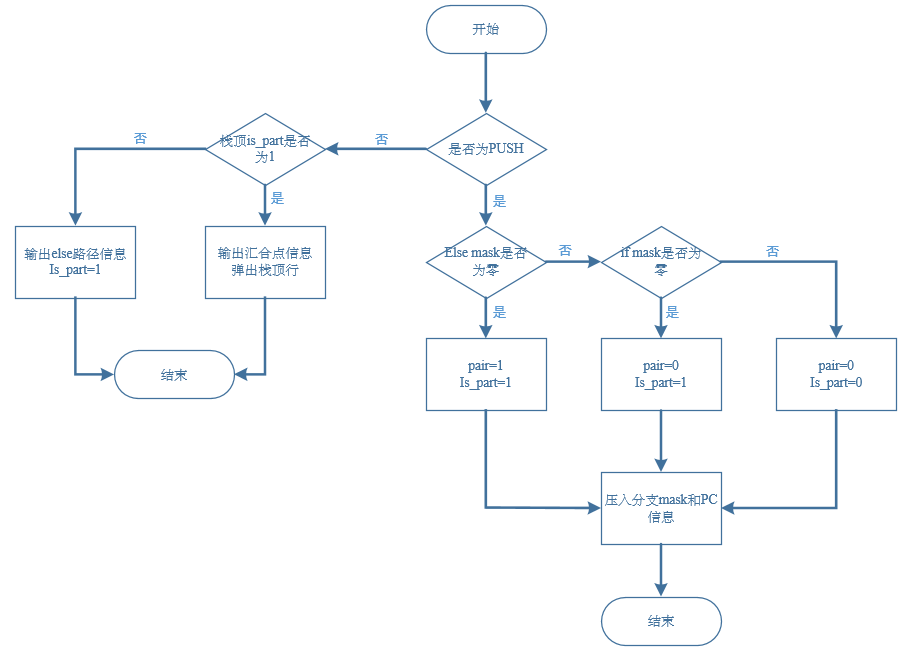 开始
否
栈顶is_part是否
为1
否
是否为PUSH
是
是
输出else路径信息
Is_part=1
输出汇合点信息
弹出栈顶行
Else mask是否
为零
否
if mask是否为
零
否
是
是
pair=1
Is_part=1
pair=0
Is_part=1
pair=0
Is_part=0
结束
压入分支mask和PC
信息
结束